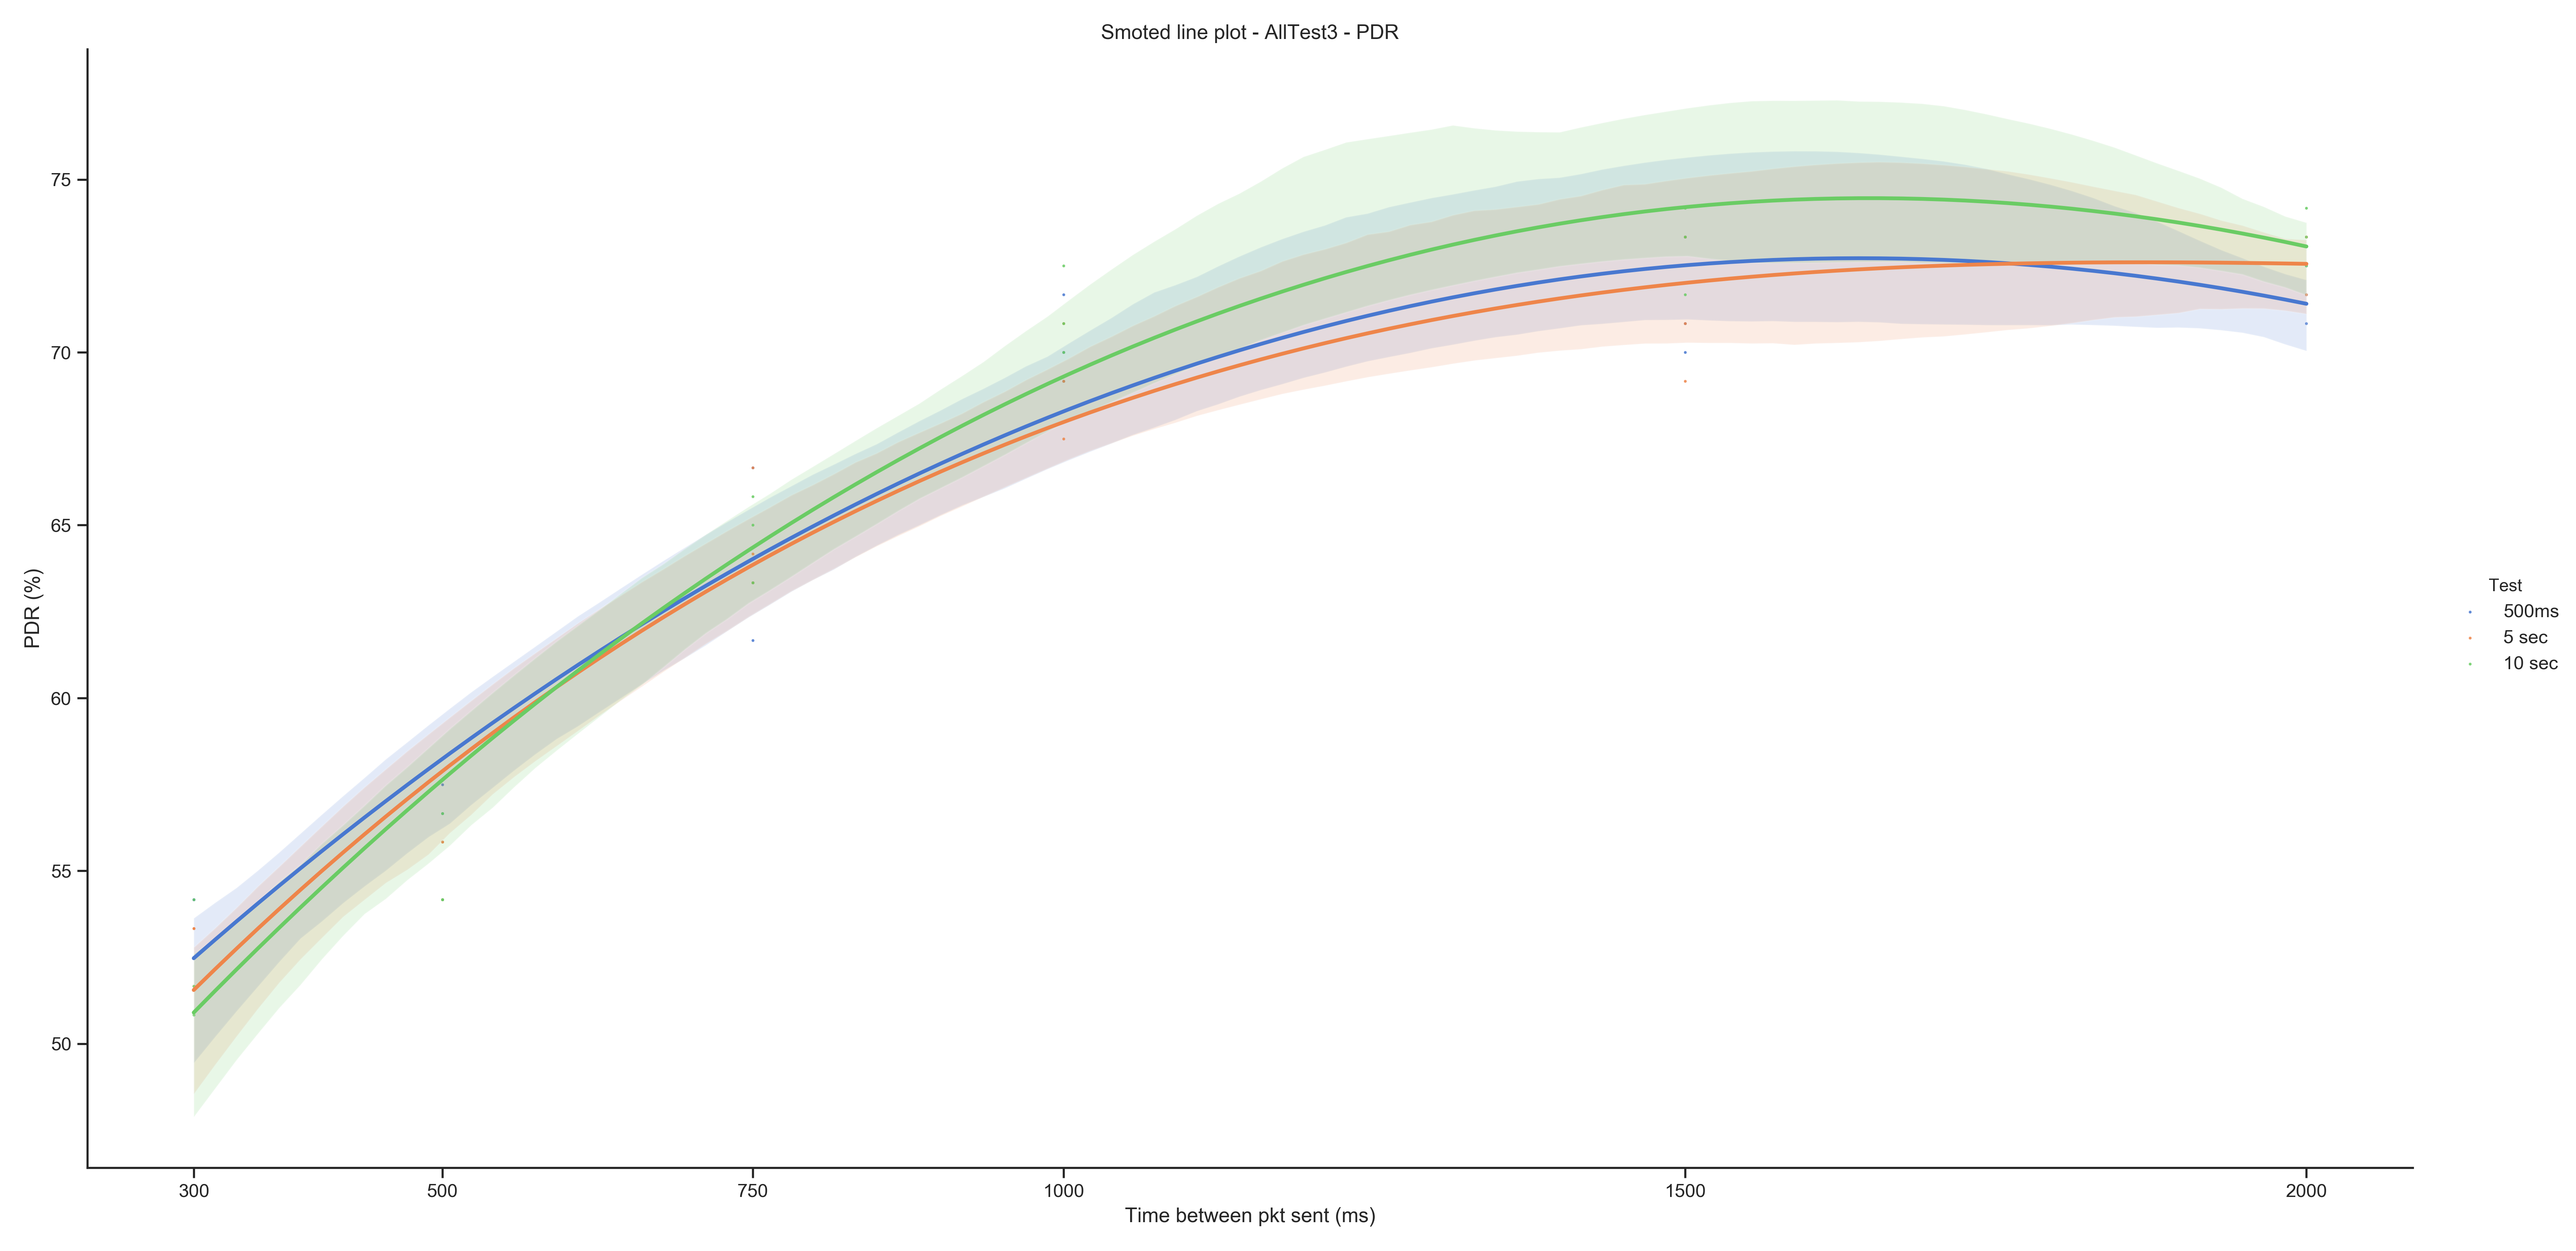 Smoted line plot - AllTest3 - PDR
PDR (%)
75
70
65
60
55
50
300
500
750
1000
1500
2000
Time between pkt sent (ms)
Test
500ms
5 sec
10 sec